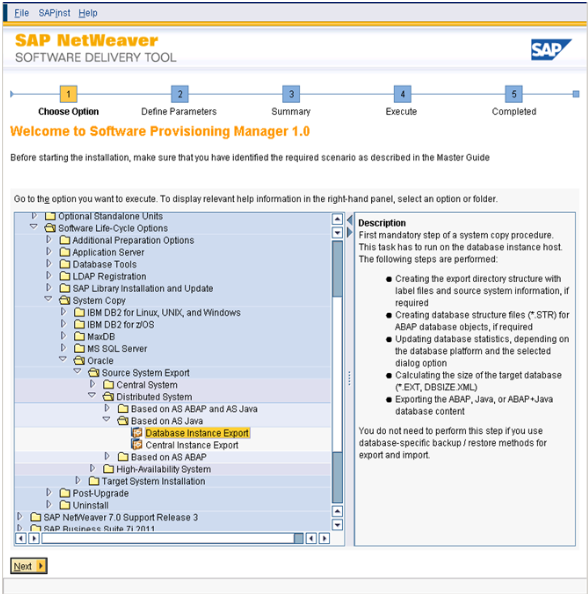 File SAPinst Help
SAP NetWeaver
SOFTWARE DELIVERY TOOL
SAP
1 2 3 4 5
Choose Option Define Parameters Summary Execute Completed
Welcome to Software Provisioning Manager 1.0
Before starting the installation, make sure that you have identified the required scenario as described in the Master Guide
Go to the option you want to execute. To display relevant help information in the right-hand panel, select an option or folder.
Optional Standalone Units
Software Life-Cycle Options
Additional Preparation Options
Application Server
Database Tools
LDAP Registration
SAP Library Installation and Update
System Copy
IBM DB2 for Linux, UNIX, and Windows
IBM DB2 for z/OS
MaxDB
MS SQL Server
Oracle
Source System Export
Central System
Distributed System
Based on AS ABAP and AS Java
Based on AS Java
Database Instance Export
Central Instance Export
Based on AS ABAP
High-Availability System
Target System Installation
Post-Upgrade
Uninstall
SAP NetWeaver 7.0 Support Release 3
SAP Business Suite 7i 2011
Description
First mandatory step of a system copy procedure.
This task has to run on the database instance host.
The following steps are performed:
● Creating the export directory structure with
label files and source system information, if
required
● Creating database structure files (*.STR) for
ABAP database objects, if required
● Updating database statistics, depending on
the database platform and the selected
dialog option
● Calculating the size of the target database
(*.EXT, DBSIZE.XML)
● Exporting the ABAP, Java, or ABAP+Java
database content
You do not need to perform this step if you use
database-specific backup / restore methods for
export and import.
Next